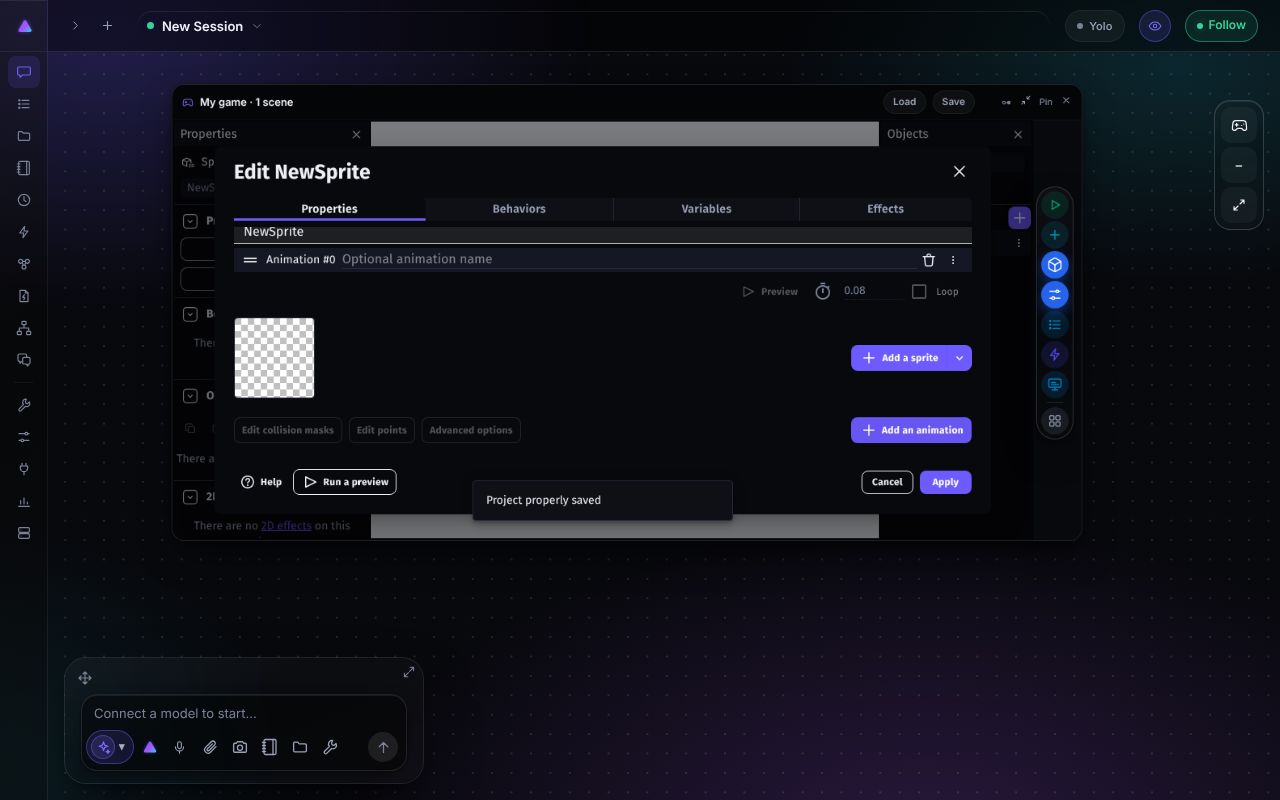 New Session
Yolo
Follow
My game · 1 scene
Load
Save
Pin
Properties
Objects
Sp
NewS
Edit NewSprite
Properties
Behaviors
Variables
Effects
NewSprite
Animation #0
Optional animation name
Preview
0.08
Loop
Add a sprite
Edit collision masks
Edit points
Advanced options
Add an animation
Help
Run a preview
Cancel
Apply
Project properly saved
There a
There are no 2D effects on this
Connect a model to start...